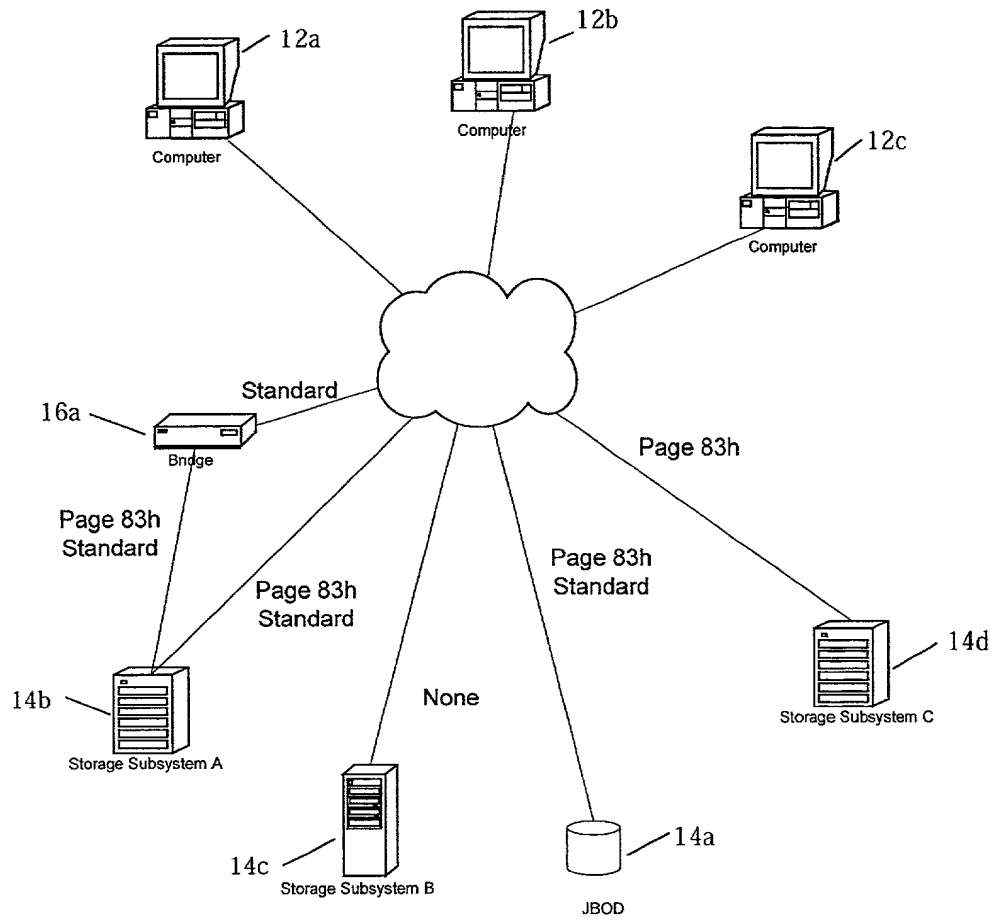 12a
Computer
12b
Computer
12c
Computer
Standard
16a
Bridge
Page 83h
Page 83h
Standard
Page 83h
Standard
Page 83h
Standard
14b
Storage Subsystem A
None
14c
Storage Subsystem B
14a
JBOD
14d
Storage Subsystem C